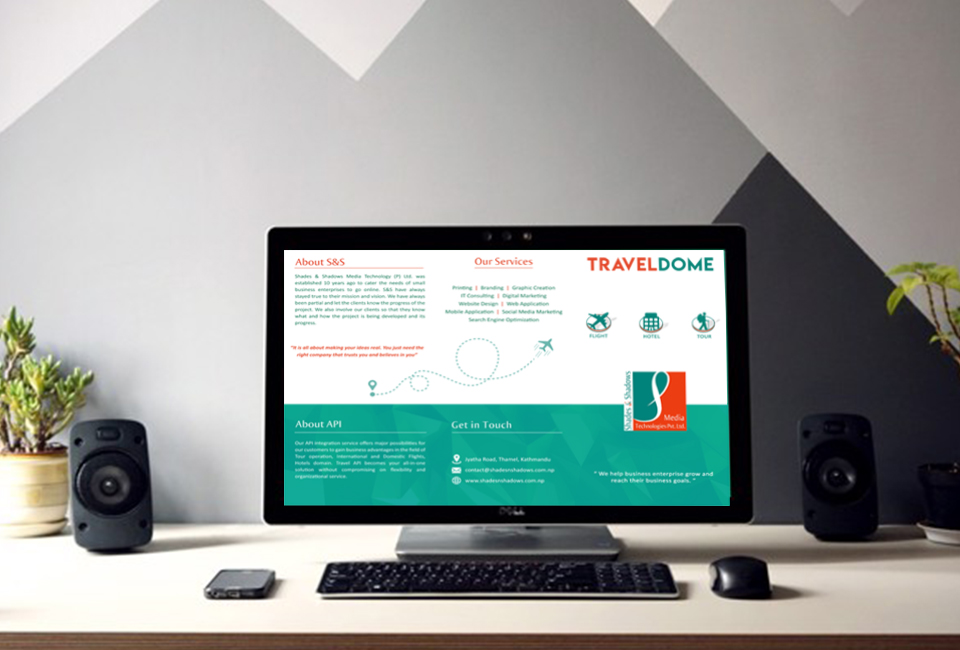 About S&S
Shades & Shadows Media Technology (P) Ltd. was
established 10 years ago to cater the needs of small
business enterprises to go online. S&S have always
stayed true to their mission and vision. We have always
been partial and let the clients know the progress of the
project. We also involve our clients so that they know
what and how the project is being developed and its
progress.
"It is all about making your ideas real. You just need the
right company that trusts you and believes in you"
Our Services
Printing | Branding | Graphic Creation
IT Consulting | Digital Marketing
Website Design | Web Application
Mobile Application | Social Media Marketing
Search Engine Optimization
TRAVELDOME
FLIGHT
HOTEL
TOUR
Shades & Shadows
Media
Technologies Pvt. Ltd.
About API
Our API Integration service offers major possibilities for
our customers to gain business advantages in the field of
Tour operation, International and Domestic Flights,
Hotels domain. Travel API becomes your all-in-one
solution without compromising on flexibility and
organizational service.
Get in Touch
Jyatha Road, Thamel, Kathmandu
contact@shadesnshadows.com.np
www.shadesnshadows.com.np
" We help business enterprise grow and
reach their business goals. "
DELL